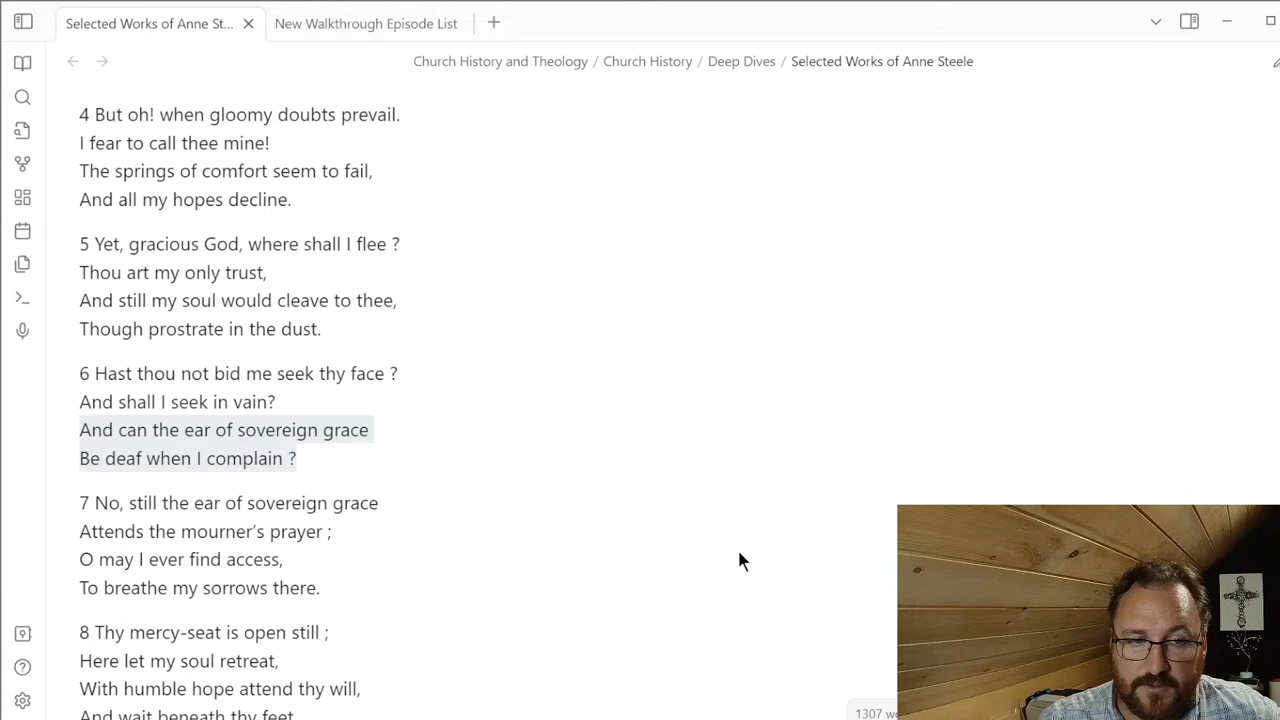 Selected Works of Anne St...
New Walkthrough Episode List
Church History and Theology / Church History / Deep Dives / Selected Works of Anne Steele
4 But oh! when gloomy doubts prevail.
I fear to call thee mine!
The springs of comfort seem to fail,
And all my hopes decline.
5 Yet, gracious God, where shall I flee ?
Thou art my only trust,
And still my soul would cleave to thee,
Though prostrate in the dust.
6 Hast thou not bid me seek thy face ?
And shall I seek in vain?
And can the ear of sovereign grace
Be deaf when I complain ?
7 No, still the ear of sovereign grace
Attends the mourner's prayer ;
O may I ever find access,
To breathe my sorrows there.
8 Thy mercy-seat is open still ;
Here let my soul retreat,
With humble hope attend thy will,
And wait beneath thy feet
1307 wo